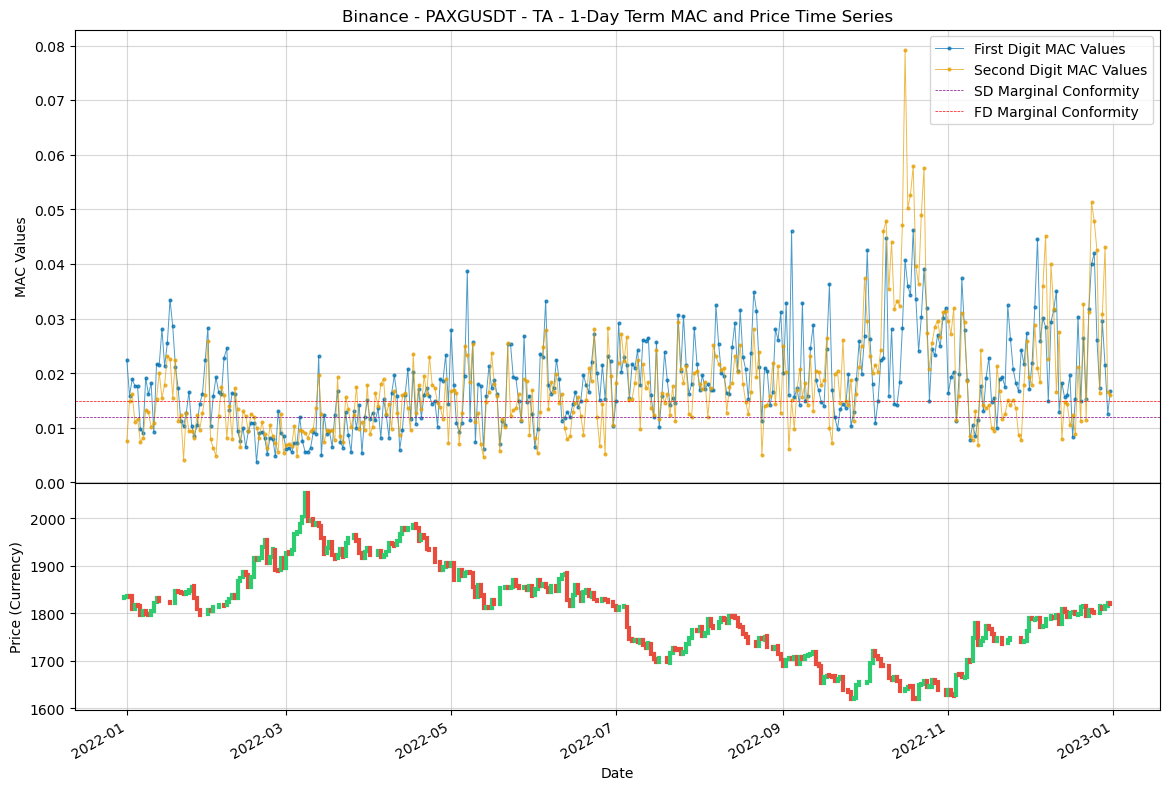 Binance - PAXGUSDT - TA - 1-Day Term MAC and Price Time Series
First Digit MAC Values
Second Digit MAC Values
SD Marginal Conformity
FD Marginal Conformity
MAC Values
0.08
0.07
0.06
0.05
0.04
0.03
0.02
0.01
0.00
Price (Currency)
2000
1900
1800
1700
1600
2022-01
2022-03
2022-05
2022-07
2022-09
2022-11
2023-01
Date